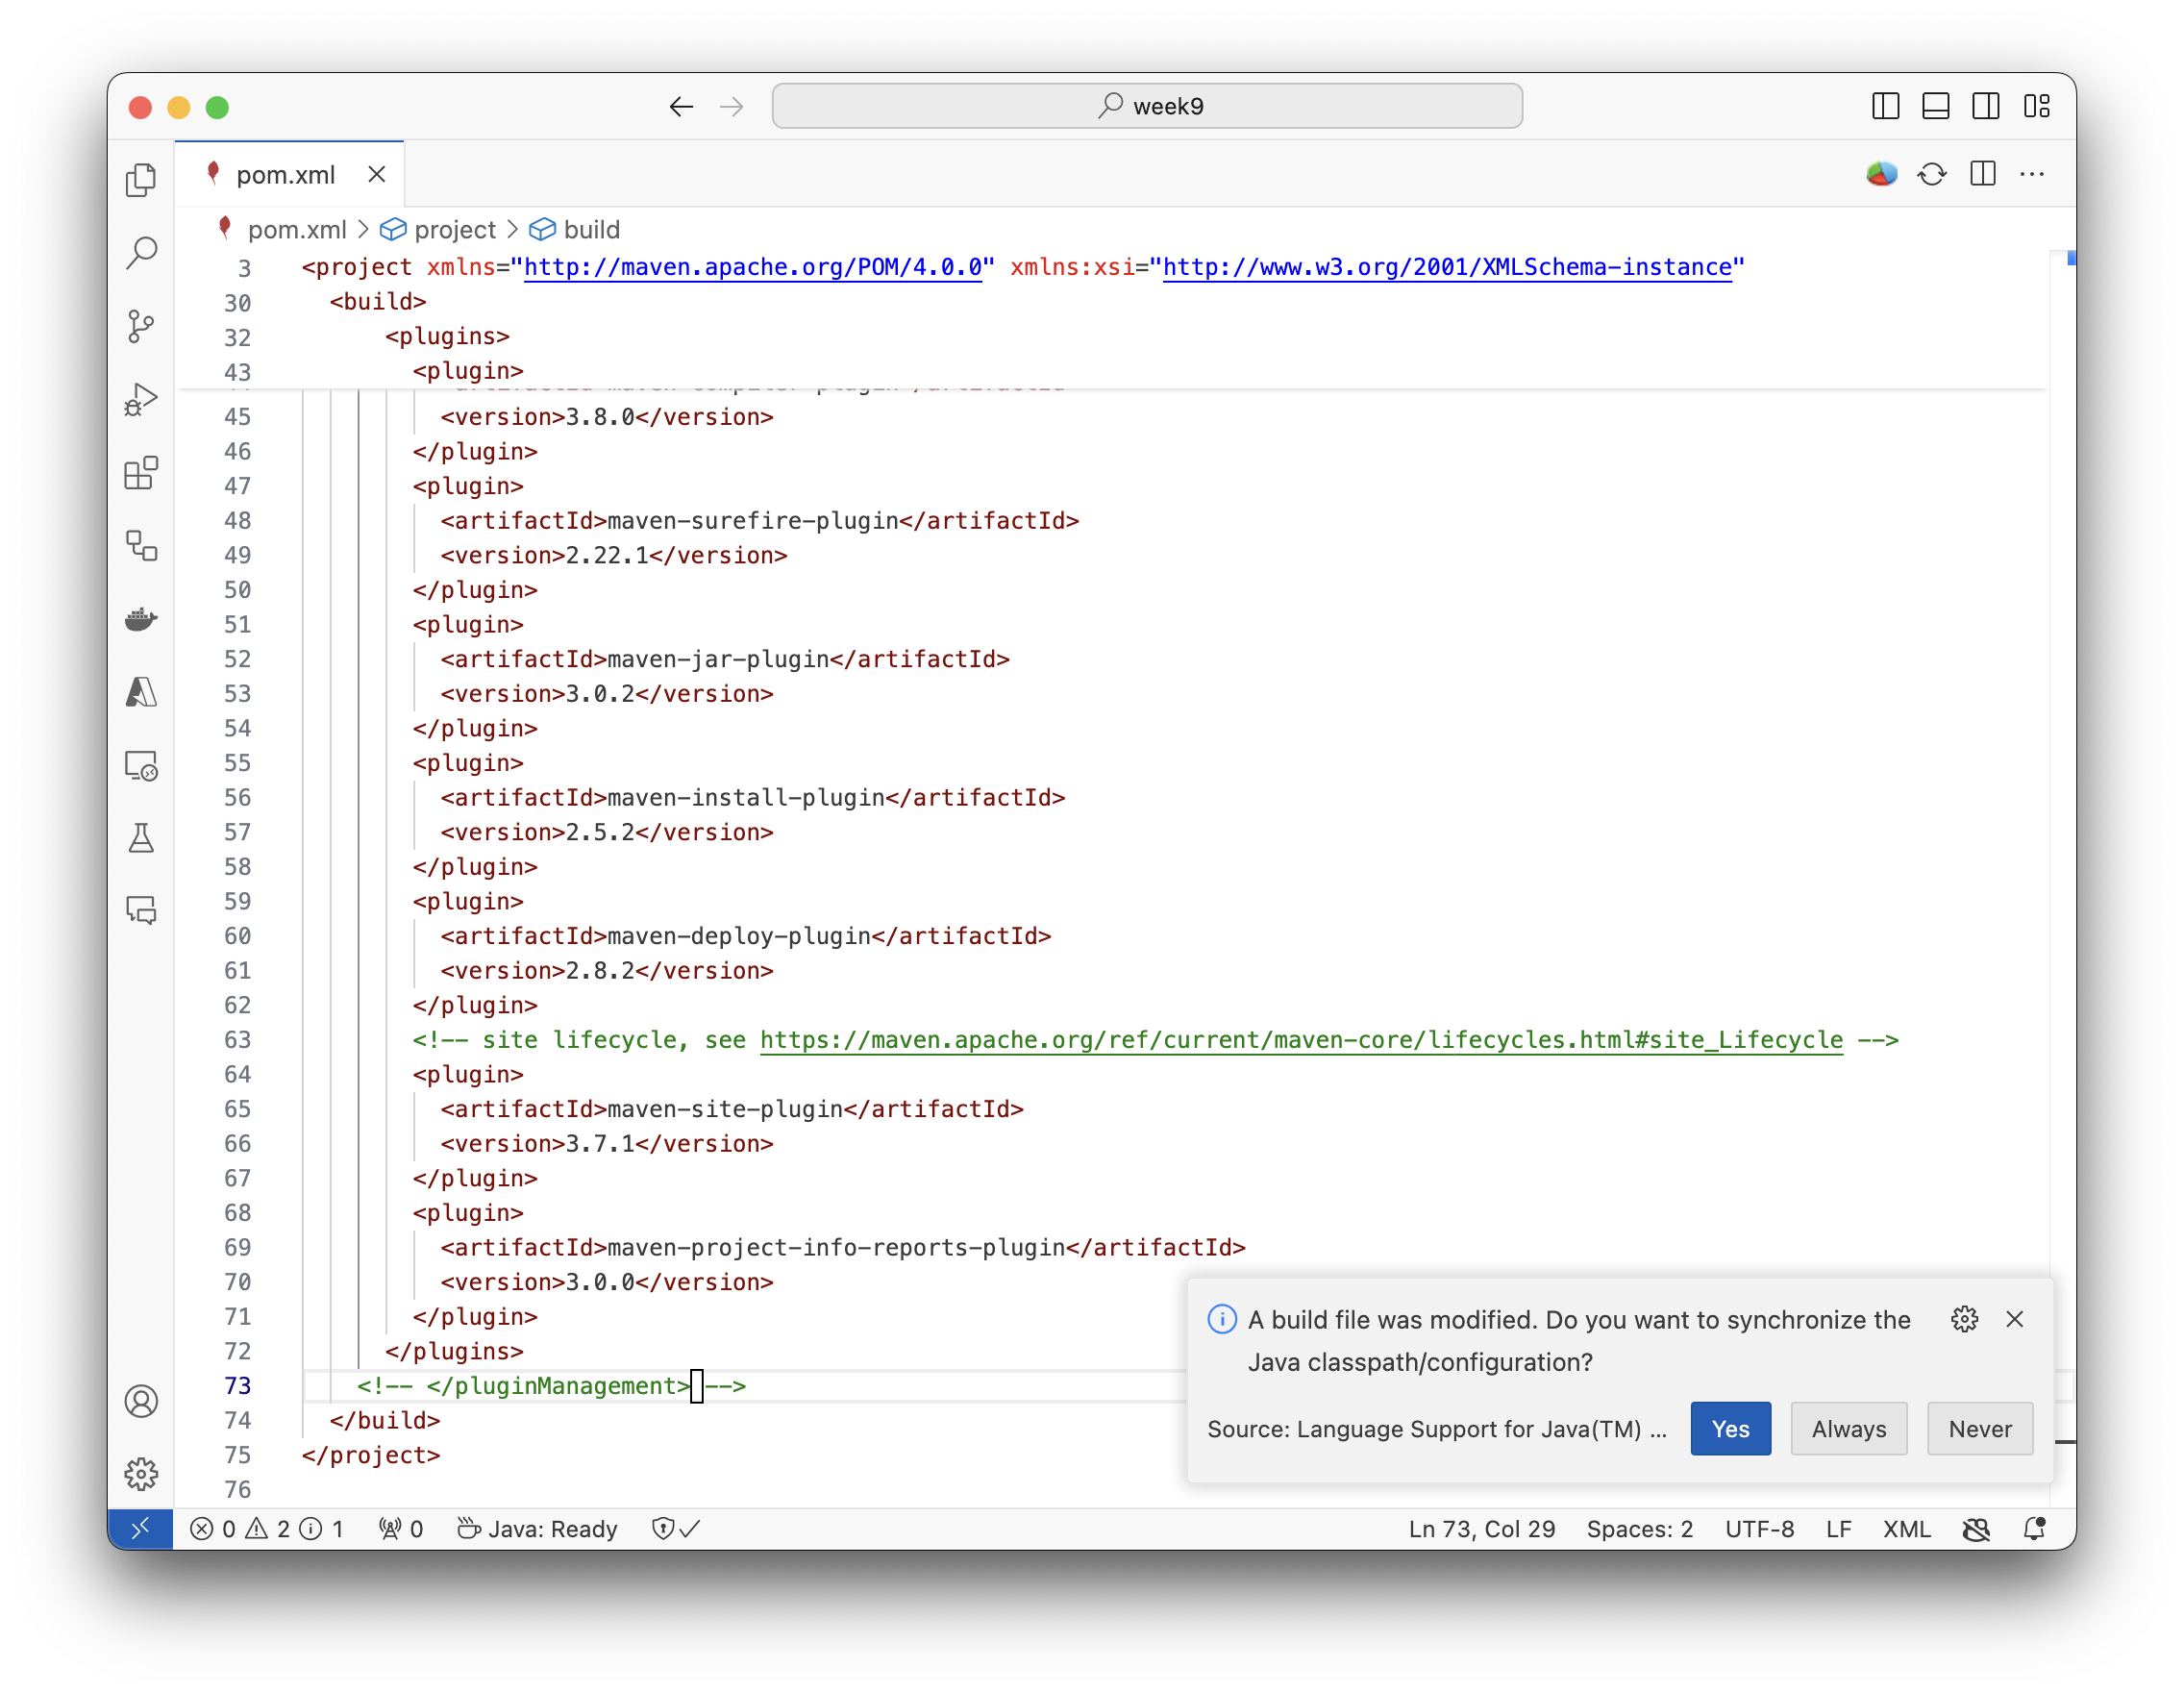 week9
pom.xml
pom.xml > project > build
3 <project xmlns="http://maven.apache.org/POM/4.0.0" xmlns:xsi="http://www.w3.org/2001/XMLSchema-instance"
30 <build>
32 <plugins>
43 <plugin>
45 <version>3.8.0</version>
46 </plugin>
47 <plugin>
48 <artifactId>maven-surefire-plugin</artifactId>
49 <version>2.22.1</version>
50 </plugin>
51 <plugin>
52 <artifactId>maven-jar-plugin</artifactId>
53 <version>3.0.2</version>
54 </plugin>
55 <plugin>
56 <artifactId>maven-install-plugin</artifactId>
57 <version>2.5.2</version>
58 </plugin>
59 <plugin>
60 <artifactId>maven-deploy-plugin</artifactId>
61 <version>2.8.2</version>
62 </plugin>
63 <!-- site lifecycle, see https://maven.apache.org/ref/current/maven-core/lifecycles.html#site_Lifecycle -->
64 <plugin>
65 <artifactId>maven-site-plugin</artifactId>
66 <version>3.7.1</version>
67 </plugin>
68 <plugin>
69 <artifactId>maven-project-info-reports-plugin</artifactId>
70 <version>3.0.0</version>
71 </plugin>
72 </plugins>
73 <!-- </pluginManagement> -->
74 </build>
75 </project>
76
A build file was modified. Do you want to synchronize the
Java classpath/configuration?
Source: Language Support for Java(TM) ... Yes Always Never
0 2 1 0 Java: Ready Ln 73, Col 29 Spaces: 2 UTF-8 LF XML